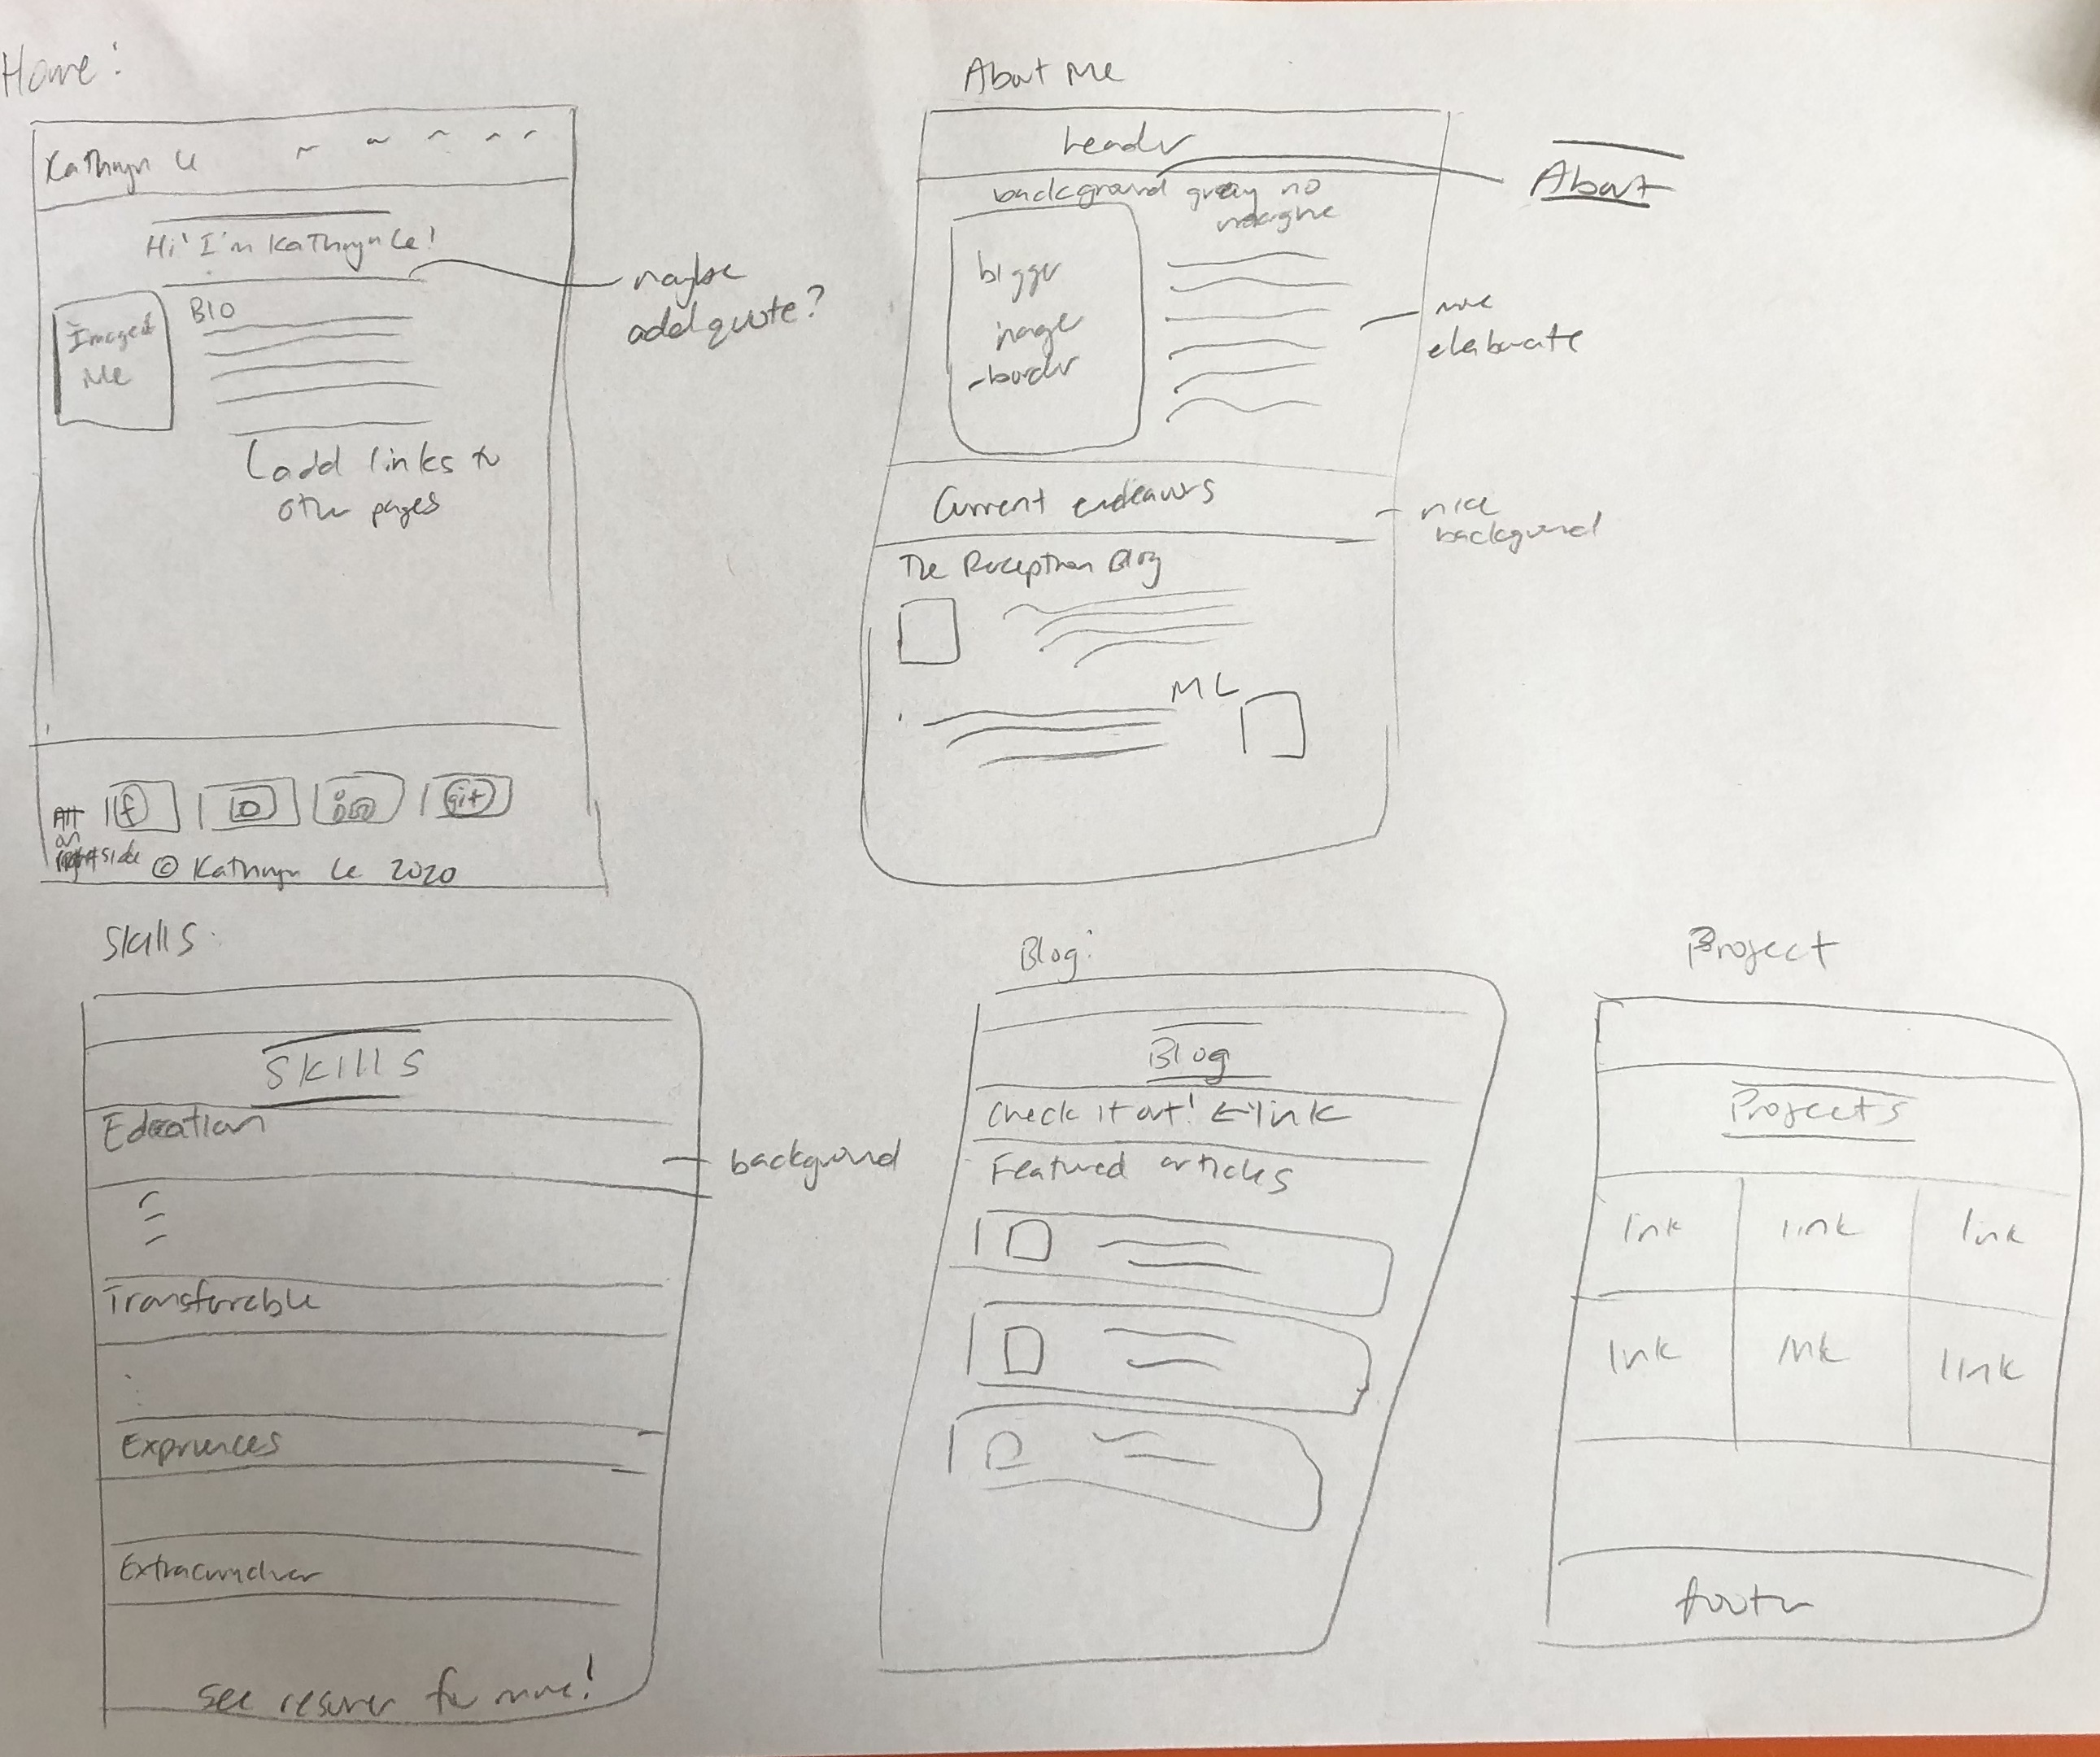 Home:
Kathryn Le
Hi! I'm Kathryn Le!
maybe
add quote?
Image of
Me
BIO
add links to
other pages
All
on
side
f
in
git
© Kathryn Le 2020
About Me
header
background gray no
About
bigger
image
-border
more
elaborate
Current endeavors
nice
background
The Perception Blog
ML
Skills:
Skills
Education
background
Transferable
Experiences
Extracurricular
see resume for more!
Blog:
Blog
Check it out! ← link
Featured articles
Project
Projects
link link link
link link link
footer